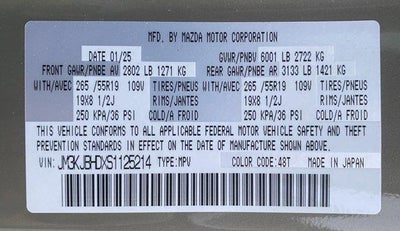 MFD. BY MAZDA MOTOR CORPORATION
DATE 01/25 GVWR/PNBV 6001 LB 2722 KG
FRONT GAWR/PNBE AV 2802 LB 1271 KG REAR GAWR/PNBE AR 3133 LB 1421 KG
WITH/AVEC 265 /55R19 109V TIRES/PNEUS WITH/AVEC 265 /55R19 109V TIRES/PNEUS
19X8 1/2J RIMS/JANTES 19X8 1/2J RIMS/JANTES
250 KPA/36 PSI COLD/A FROID 250 KPA/36 PSI COLD/A FROID
THIS VEHICLE CONFORMS TO ALL APPLICABLE FEDERAL MOTOR VEHICLE SAFETY AND
THEFT PREVENTION STANDARDS IN EFFECT ON THE DATE OF MANUFACTURE SHOWN ABOVE.
VIN: JM3KJBHDXS1125214 TYPE:MPV COLOR CODE:48T MADE IN JAPAN